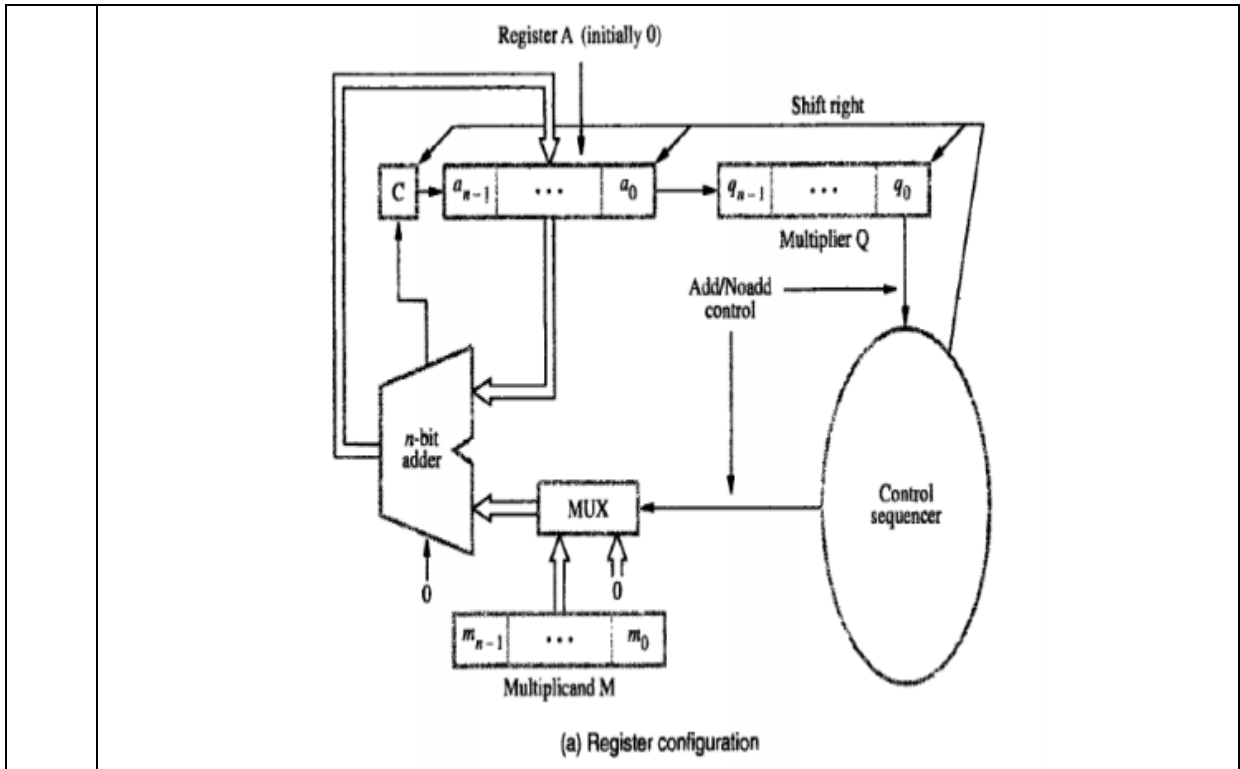 Register A (initially 0)
Shift right
C
a_{n-1} ... a_0
q_{n-1} ... q_0
Multiplier Q
Add/Noadd
control
n-bit
adder
MUX
Control
sequencer
0
0
m_{n-1} ... m_0
Multiplicand M
(a) Register configuration